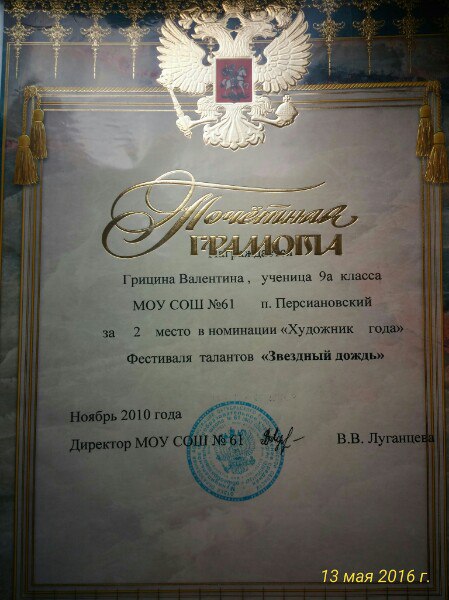 Почётная
ГРАМОТА
Награждается
Грицина Валентина , ученица 9а класса
МОУ СОШ №61 п. Персиановский
за 2 место в номинации «Художник года»
Фестиваля талантов «Звездный дождь»
Ноябрь 2010 года
Директор МОУ СОШ № 61 В.В. Луганцева
13 мая 2016 г.